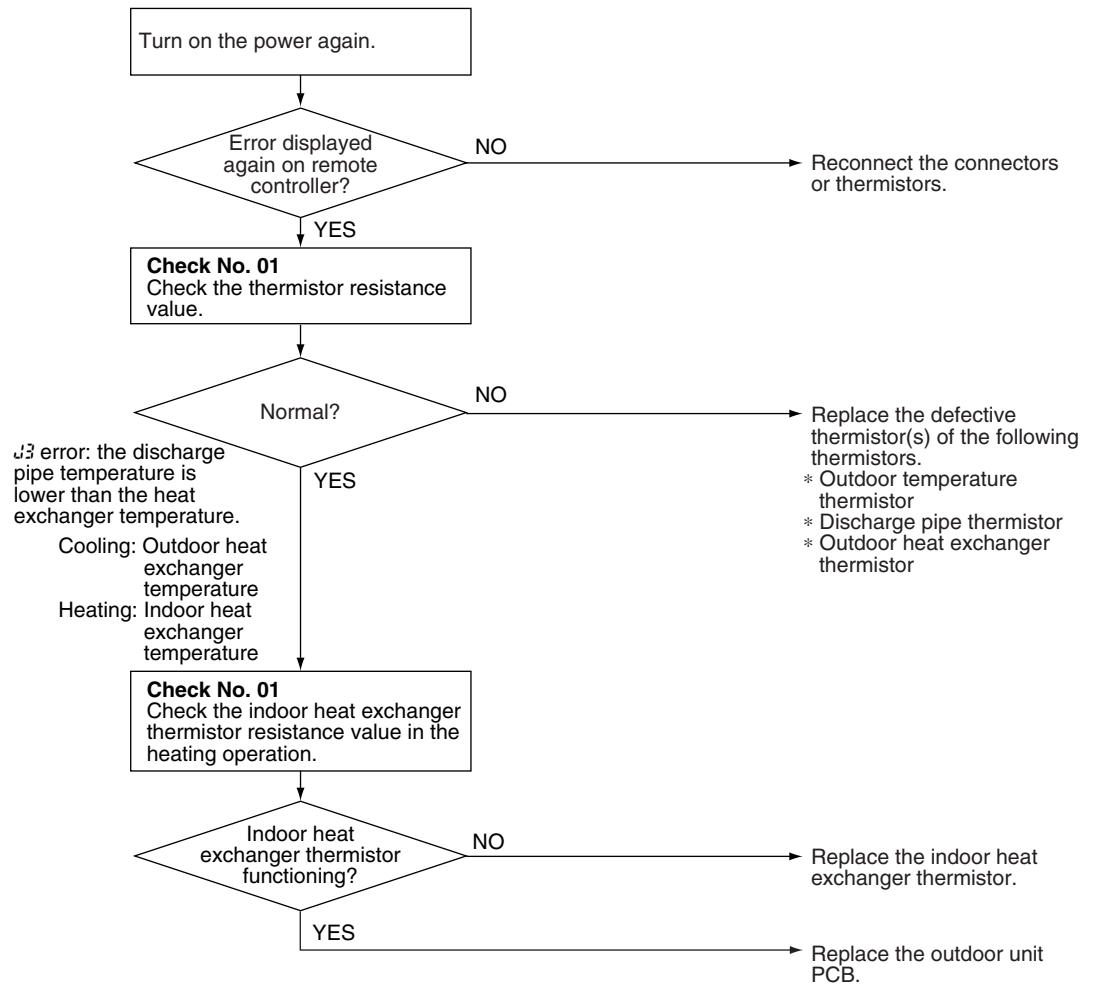 Turn on the power again.
Error displayed
again on remote
controller?
NO
Reconnect the connectors
or thermistors.
YES
Check No. 01
Check the thermistor resistance
value.
Normal?
NO
Replace the defective
thermistor(s) of the following
thermistors.
* Outdoor temperature
thermistor
* Discharge pipe thermistor
* Outdoor heat exchanger
thermistor
YES
J3 error: the discharge
pipe temperature is
lower than the heat
exchanger temperature.
Cooling: Outdoor heat
exchanger
temperature
Heating: Indoor heat
exchanger
temperature
Check No. 01
Check the indoor heat exchanger
thermistor resistance value in the
heating operation.
Indoor heat
exchanger thermistor
functioning?
NO
Replace the indoor heat
exchanger thermistor.
YES
Replace the outdoor unit
PCB.